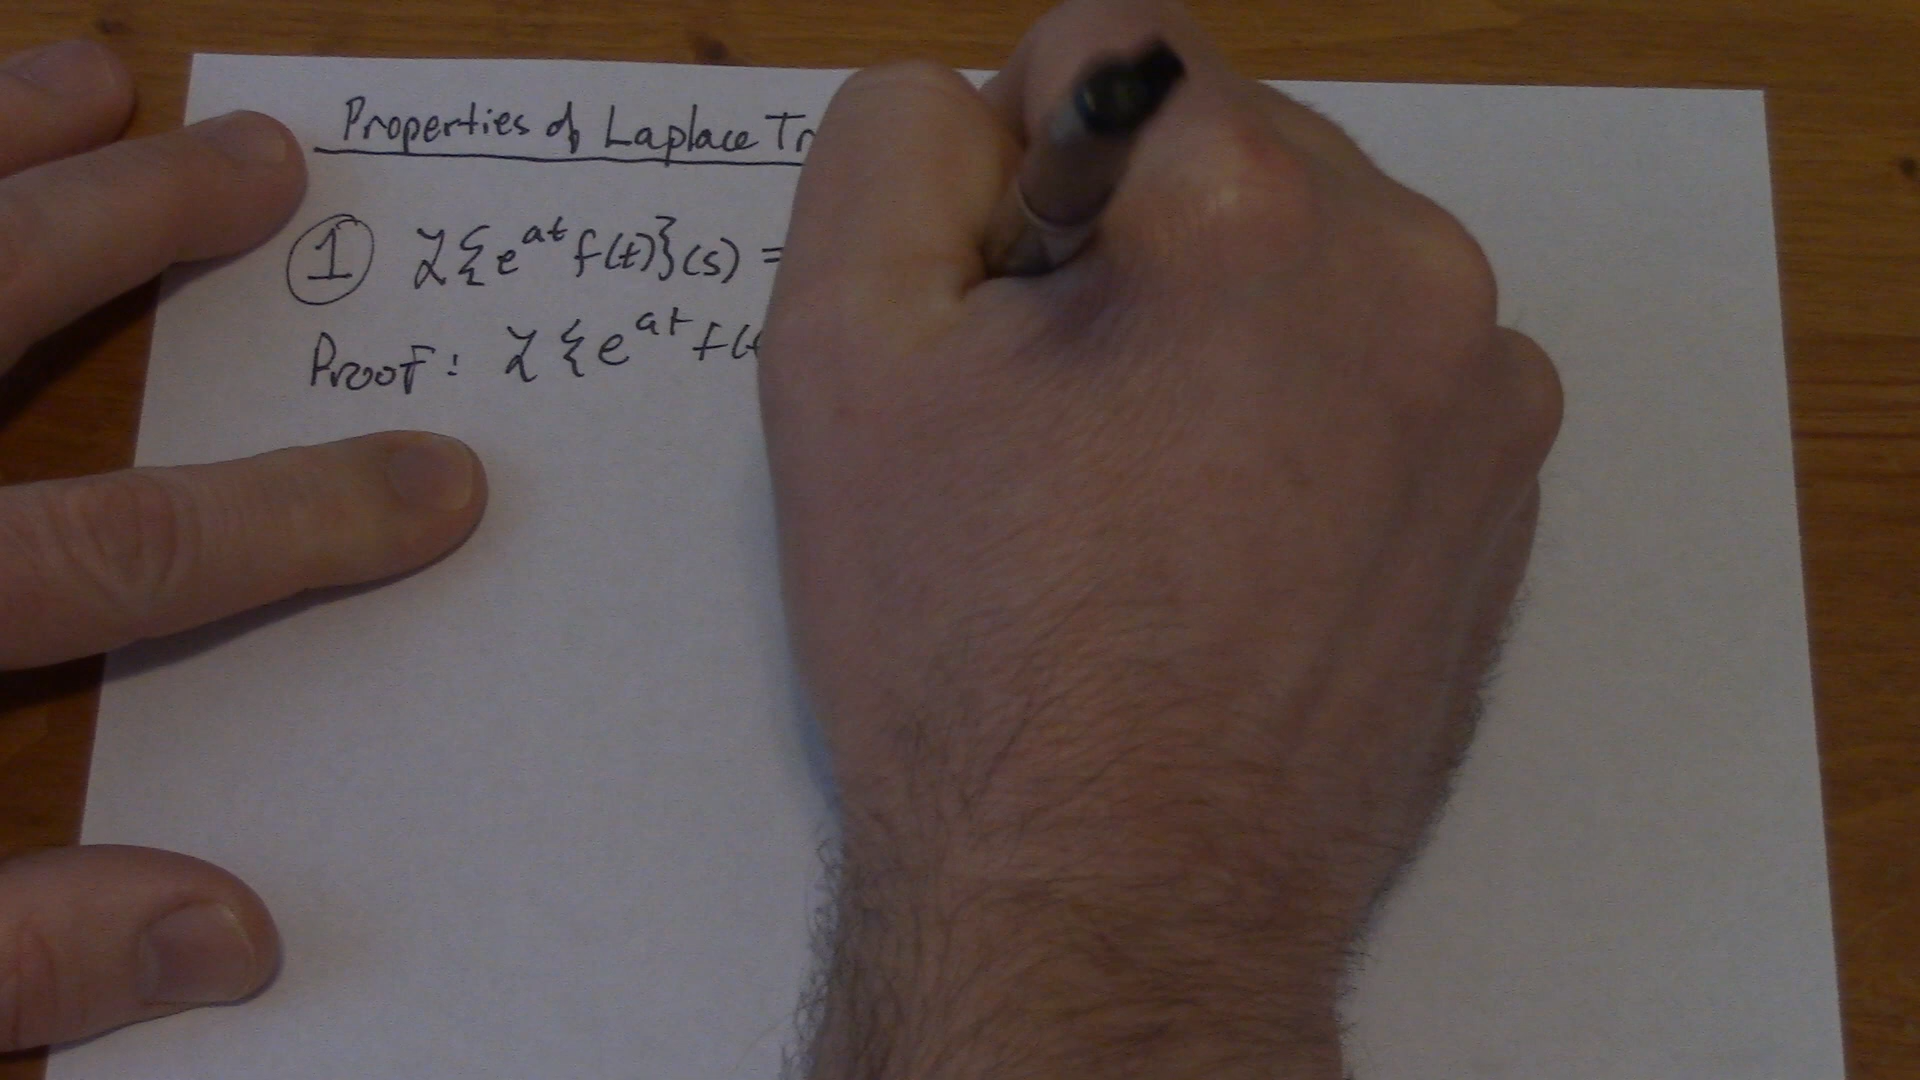 Properties of Laplace Tr
① ℒ{e^{at} f(t)}(s) =
Proof: ℒ{e^{at} f(t